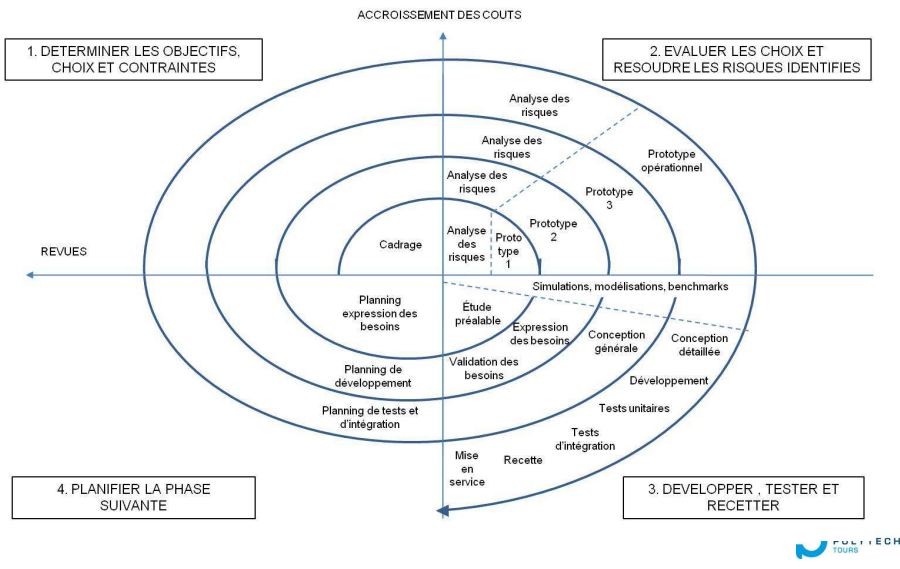 ACCROISSEMENT DES COUTS
1. DETERMINER LES OBJECTIFS,
CHOIX ET CONTRAINTES
2. EVALUER LES CHOIX ET
RESOUDRE LES RISQUES IDENTIFIES
Analyse des
risques
Analyse des
risques
Prototype
opérationnel
Analyse des
risques
Prototype
3
Prototype
2
Cadrage
Analyse
des
risques
Proto
type
1
REVUES
Simulations, modélisations, benchmarks
Planning
expression des
besoins
Étude
préalable
Expression
des besoins
Conception
générale
Conception
détaillée
Planning de
développement
Validation des
besoins
Développement
Planning de tests et
d'intégration
Tests unitaires
Tests
d'intégration
Mise
en
service
Recette
4. PLANIFIER LA PHASE
SUIVANTE
3. DEVELOPPER , TESTER ET
RECETTER
POLYTECH
TOURS